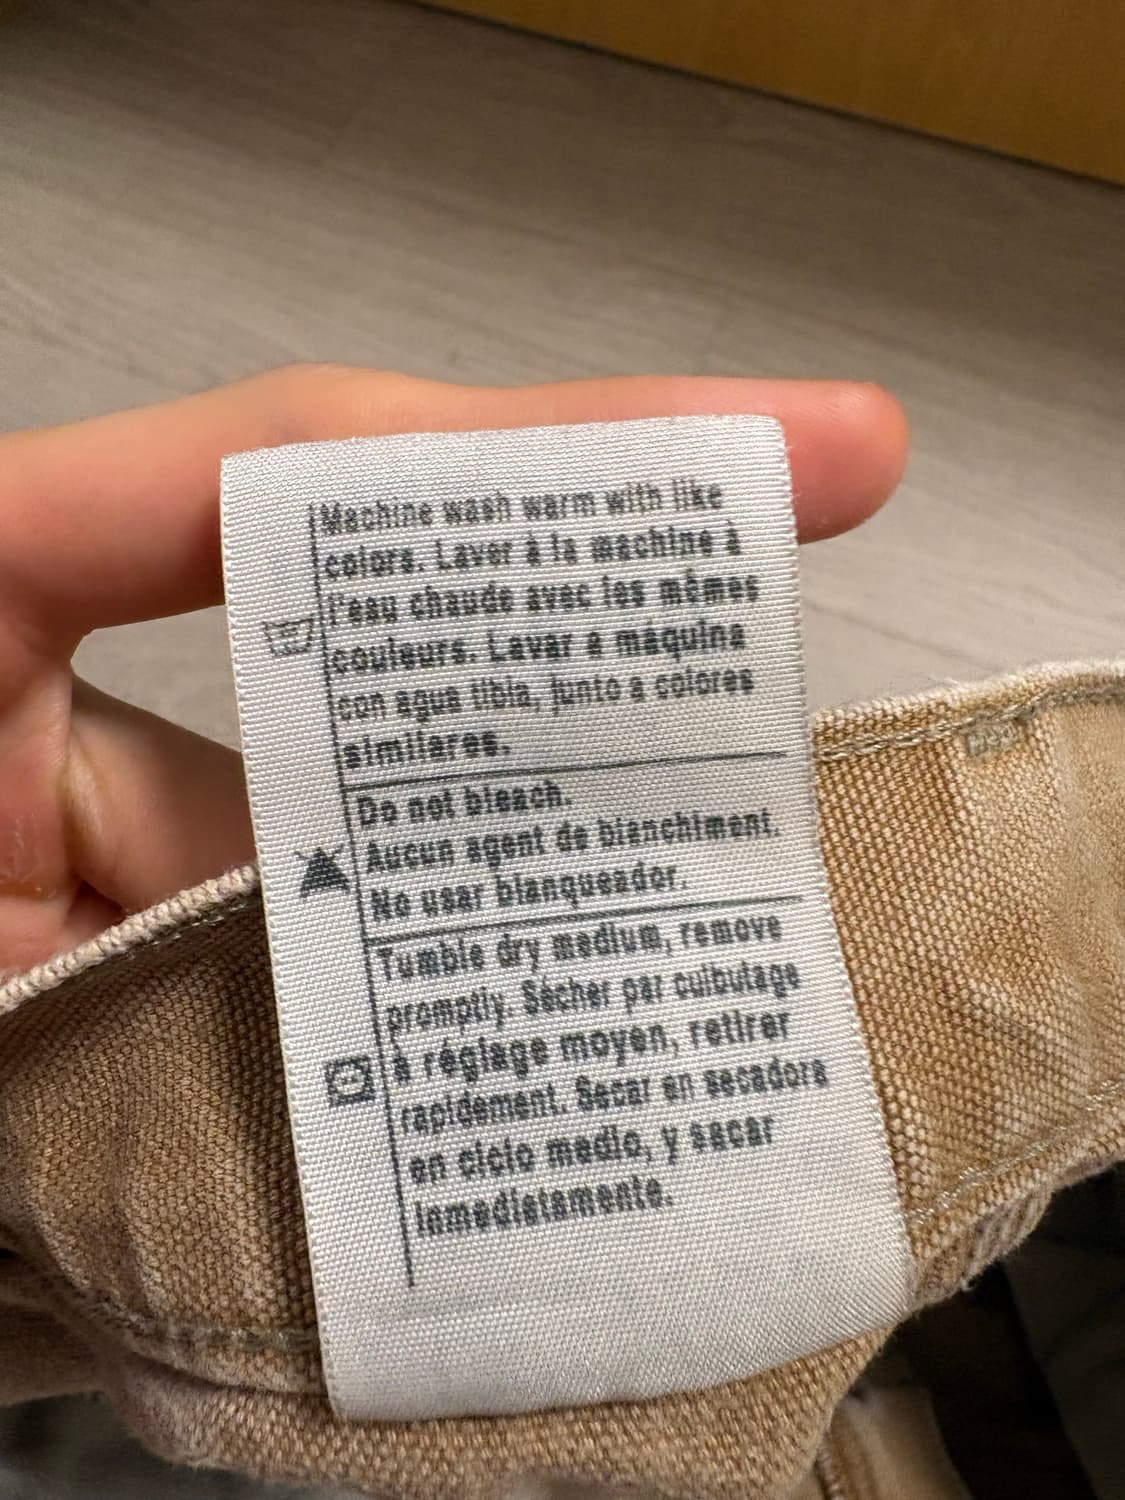 Machine wash warm with like
colors. Laver à la machine à
l'eau chaude avec les mêmes
couleurs. Lavar a máquina
con agua tibia, junto a colores
similares.
Do not bleach.
Aucun agent de blanchiment.
No usar blanqueador.
Tumble dry medium, remove
promptly. Sécher par culbutage
à réglage moyen, retirer
rapidement. Secar en secadora
en ciclo medio, y sacar
inmediatamente.